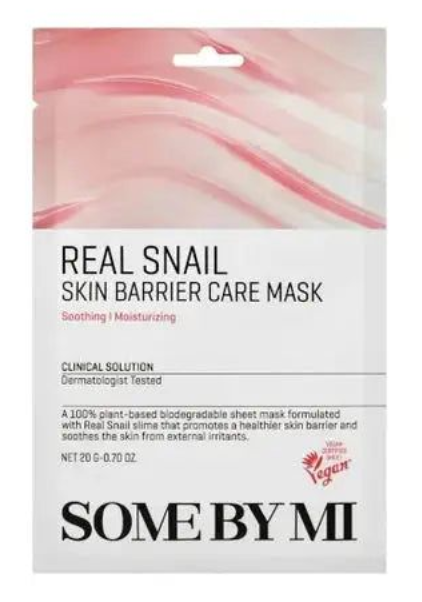 REAL SNAIL
SKIN BARRIER CARE MASK
Soothing | Moisturizing
CLINICAL SOLUTION
Dermatologist Tested
A 100% plant-based biodegradable sheet mask formulated
with Real Snail slime that promotes a healthier skin barrier and
soothes the skin from external irritants.
NET 20 G-0.70 OZ.
VEGAN
CERTIFIED
Vegan
SOME BY MI